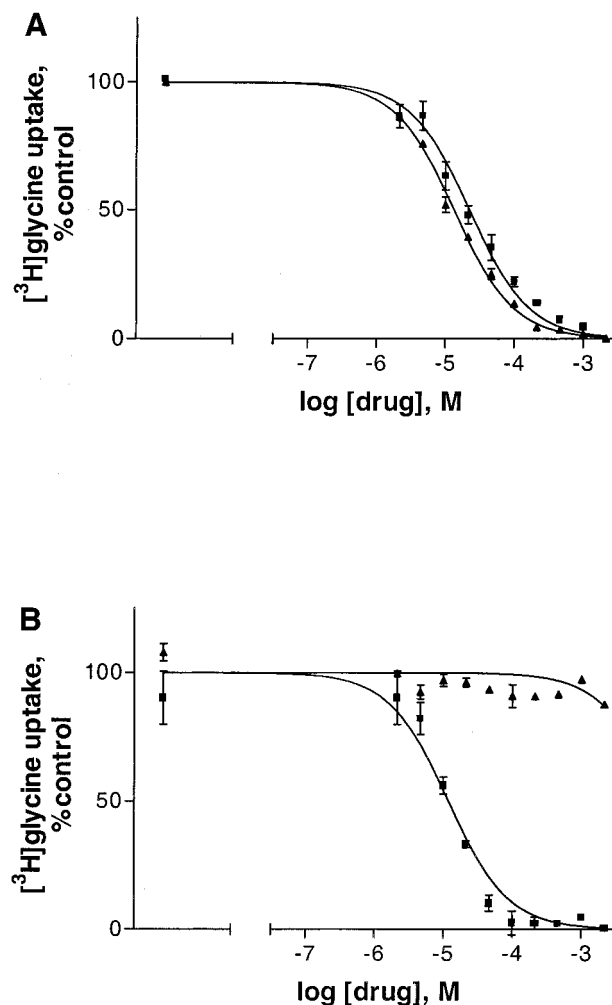 A
[³H]glycine uptake,
%control
100
50
0
-7 -6 -5 -4 -3
log [drug], M
B
[³H]glycine uptake,
%control
100
50
0
-7 -6 -5 -4 -3
log [drug], M